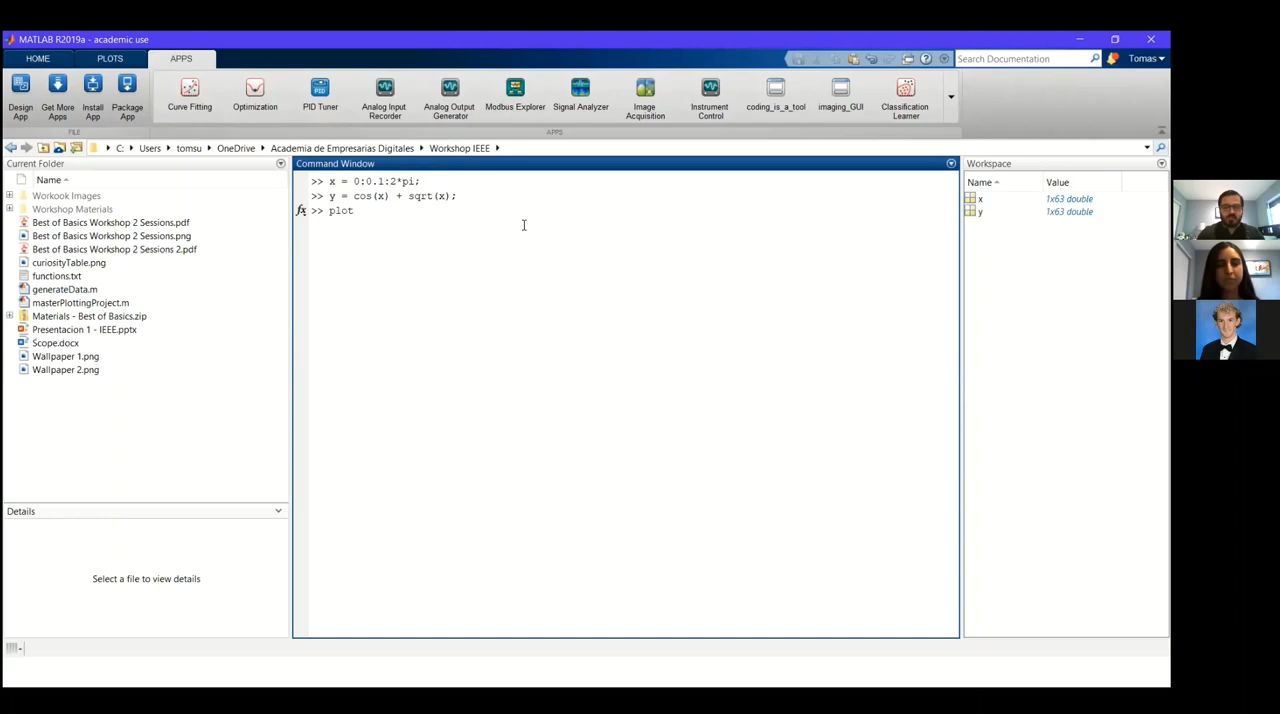 MATLAB R2019a - academic use
HOME PLOTS APPS
Search Documentation
Tomas
Design App
Get More Apps
Install App
Package App
Curve Fitting
Optimization
PID Tuner
Analog Input Recorder
Analog Output Generator
Modbus Explorer
Signal Analyzer
Image Acquisition
Instrument Control
coding_is_a_tool
imaging_GUI
Classification Learner
FILE
APPS
C: Users tomsu OneDrive Academia de Empresarias Digitales Workshop IEEE
Current Folder
Name
Workook Images
Workshop Materials
Best of Basics Workshop 2 Sessions.pdf
Best of Basics Workshop 2 Sessions.png
Best of Basics Workshop 2 Sessions 2.pdf
curiosityTable.png
functions.txt
generateData.m
masterPlottingProject.m
Materials - Best of Basics.zip
Presentacion 1 - IEEE.pptx
Scope.docx
Wallpaper 1.png
Wallpaper 2.png
Details
Select a file to view details
Command Window
>> x = 0:0.1:2*pi;
>> y = cos(x) + sqrt(x);
fx >> plot
Workspace
Name Value
x 1x63 double
y 1x63 double